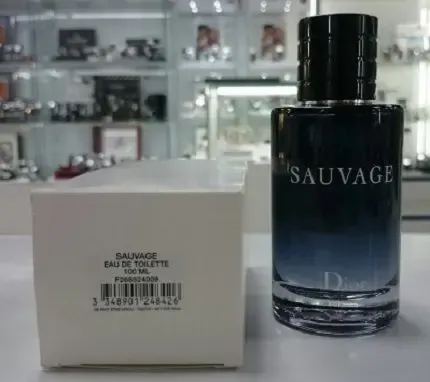 SAUVAGE
EAU DE TOILETTE
100 ML
3 348901 248426
SAUVAGE
Dior